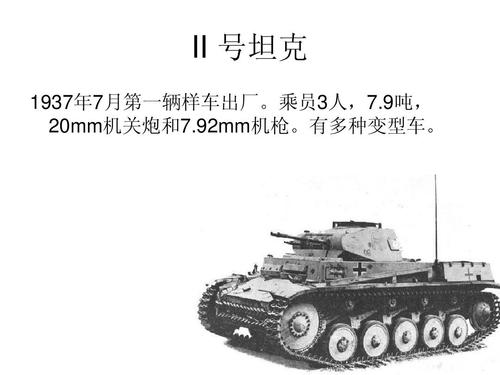 II 号坦克
1937年7月第一辆样车出厂。乘员3人，7.9吨，
20mm机关炮和7.92mm机枪。有多种变型车。